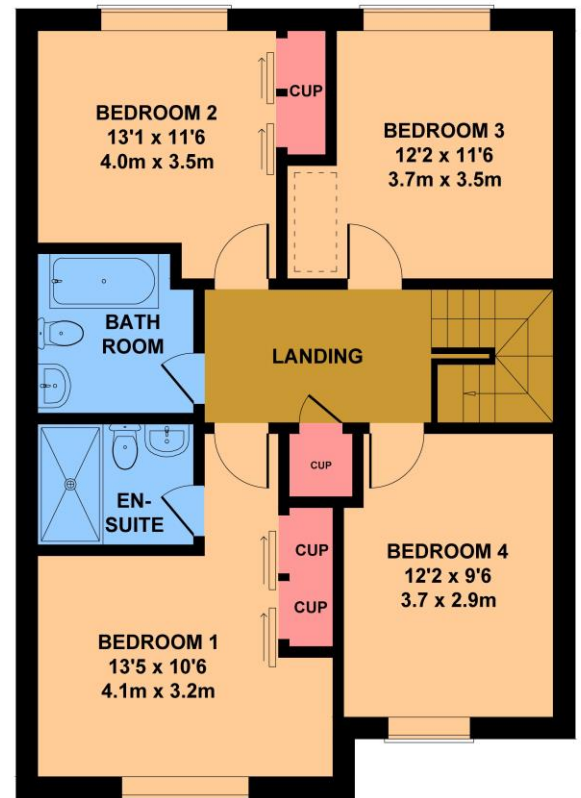 BEDROOM 2
13'1 x 11'6
4.0m x 3.5m
CUP
BEDROOM 3
12'2 x 11'6
3.7m x 3.5m
BATH
ROOM
LANDING
EN-
SUITE
CUP
CUP
CUP
BEDROOM 4
12'2 x 9'6
3.7 x 2.9m
BEDROOM 1
13'5 x 10'6
4.1m x 3.2m